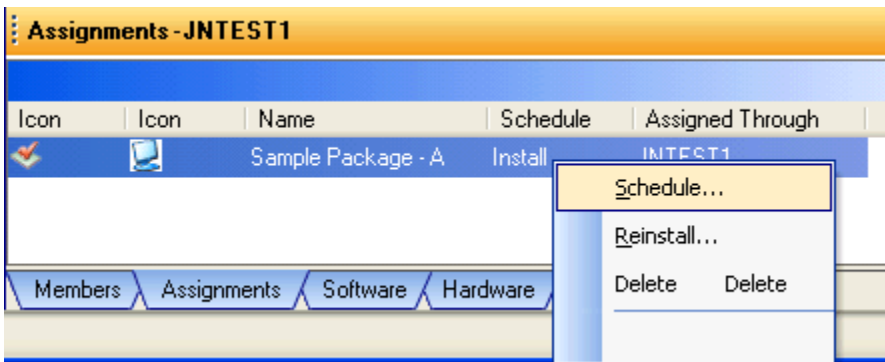 Assignments - JNTEST1
Icon Icon Name Schedule Assigned Through
Sample Package - A Install JNTEST1
Schedule...
Reinstall...
Delete Delete
Members Assignments Software Hardware